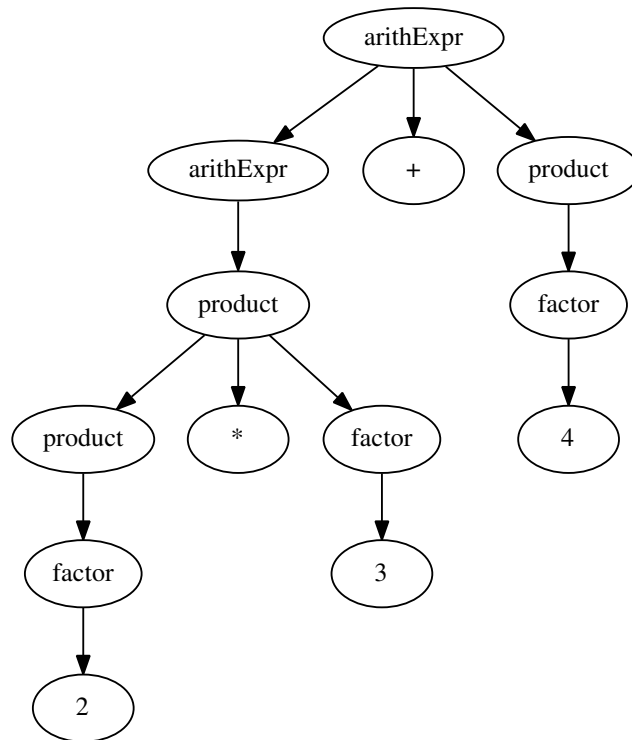 arithExpr
arithExpr + product
product factor
product * factor 4
factor 3
2